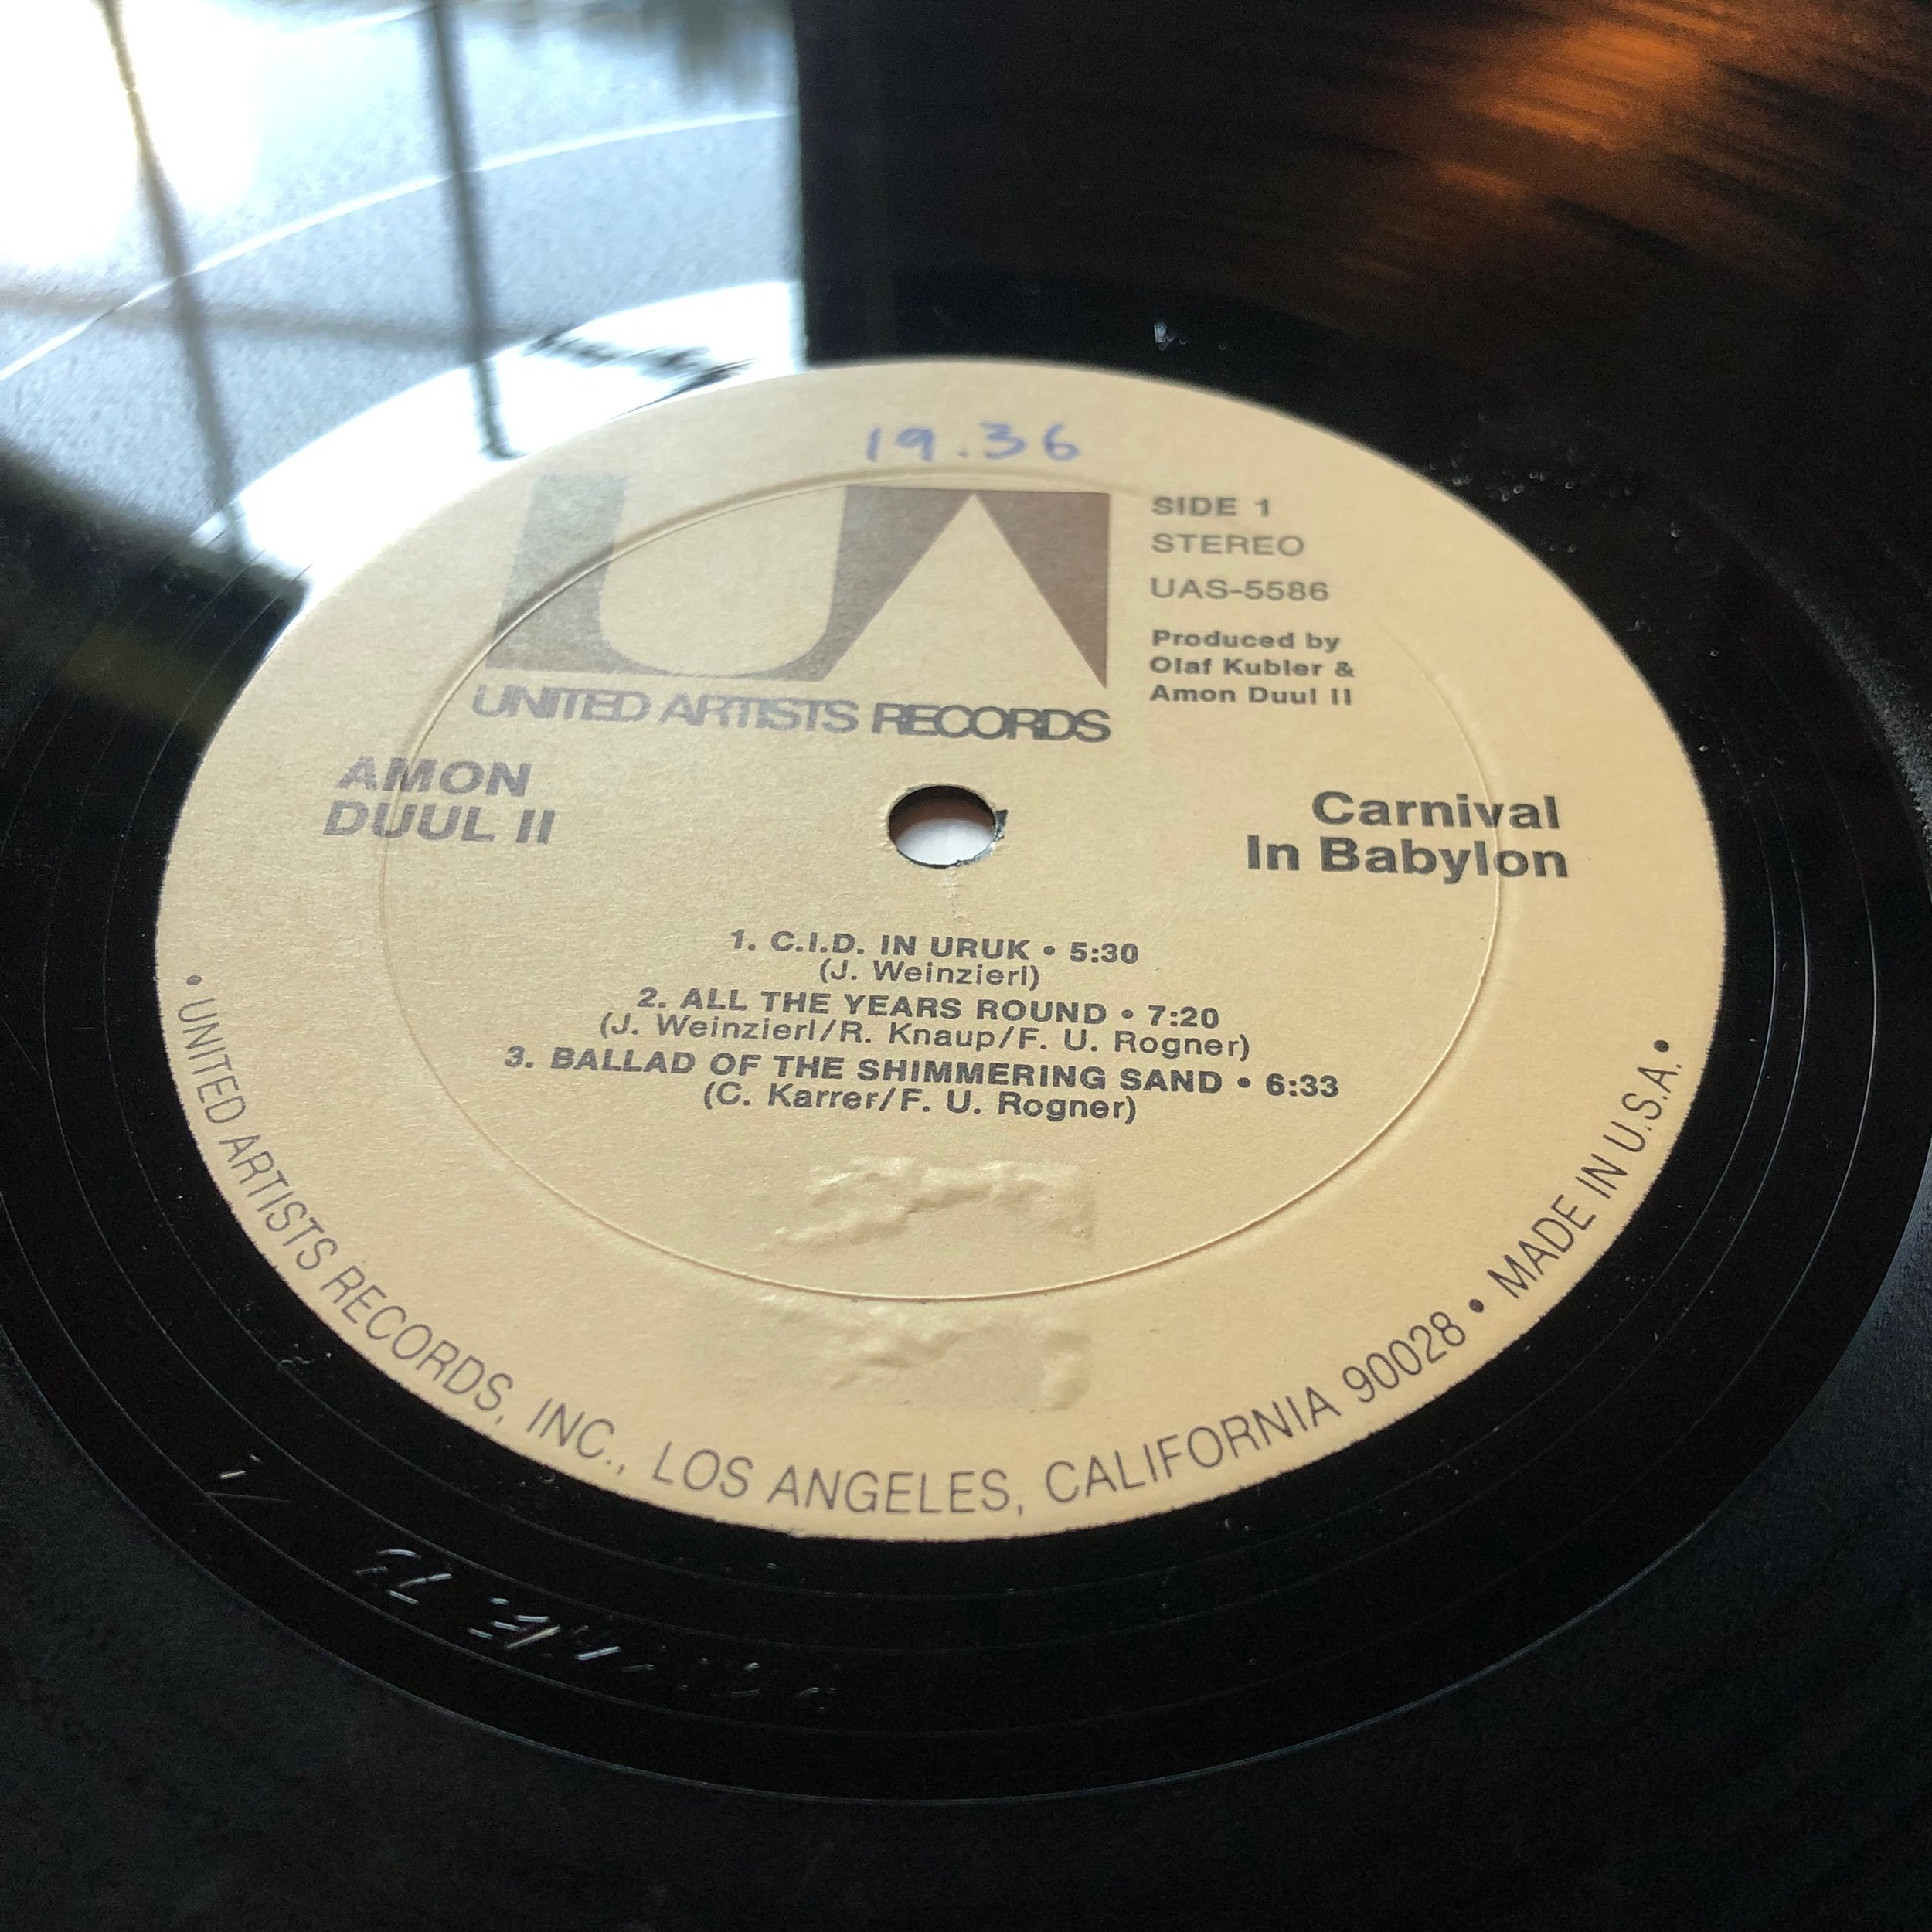 19.36
UA
UNITED ARTISTS RECORDS
SIDE 1
STEREO
UAS-5586
Produced by
Olaf Kubler &
Amon Duul II
AMON
DUUL II
Carnival
In Babylon
1. C.I.D. IN URUK • 5:30
(J. Weinzierl)
2. ALL THE YEARS ROUND • 7:20
(J. Weinzierl/R. Knaup/F. U. Rogner)
3. BALLAD OF THE SHIMMERING SAND • 6:33
(C. Karrer/F. U. Rogner)
• UNITED ARTISTS RECORDS, INC., LOS ANGELES, CALIFORNIA 90028 • MADE IN U.S.A. •